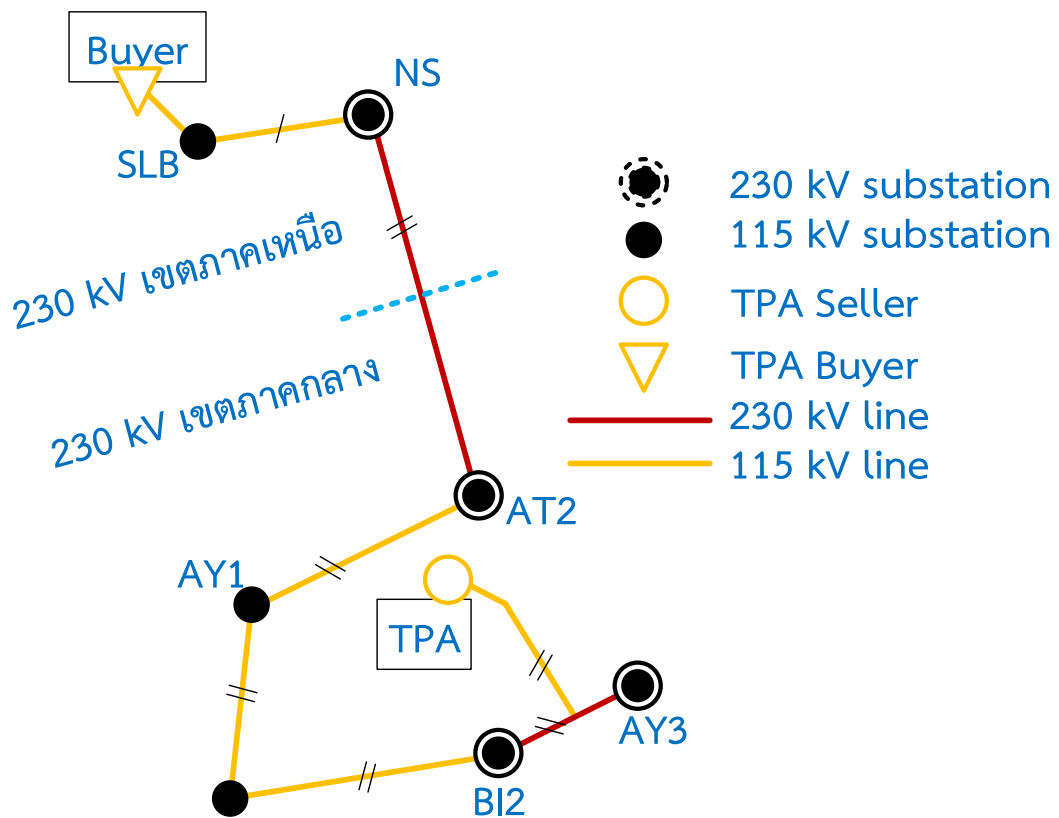 Buyer
NS
SLB
230 kV เขตภาคเหนือ
230 kV เขตภาคกลาง
230 kV substation
115 kV substation
TPA Seller
TPA Buyer
230 kV line
115 kV line
AT2
AY1
TPA
AY3
BI2